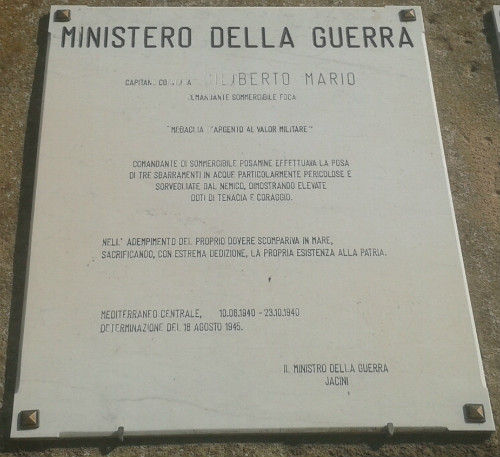 MINISTERO DELLA GUERRA
MARIO
COMANDANTE SOMMERGIBILE FOCA
"MEDAGLIA D'ARGENTO AL VALOR MILITARE"
COMANDANTE DI SOMMERGIBILE POSAMINE EFFETTUAVA LA POSA
DI TRE SBARRAMENTI IN ACQUE PARTICOLARMENTE PERICOLOSE E
SORVEGLIATE DAL NEMICO, DIMOSTRANDO ELEVATE
DOTI DI TENACIA E CORAGGIO.
NELL' ADEMPIMENTO DEL PROPRIO DOVERE SCOMPARIVA IN MARE,
SACRIFICANDO, CON ESTREMA DEDIZIONE, LA PROPRIA ESISTENZA ALLA PATRIA.
MEDITERRANEO CENTRALE, 10.06.1940 - 23.10.1940
DETERMINAZIONE DEL 18 AGOSTO 1945.
IL MINISTRO DELLA GUERRA
JACINI